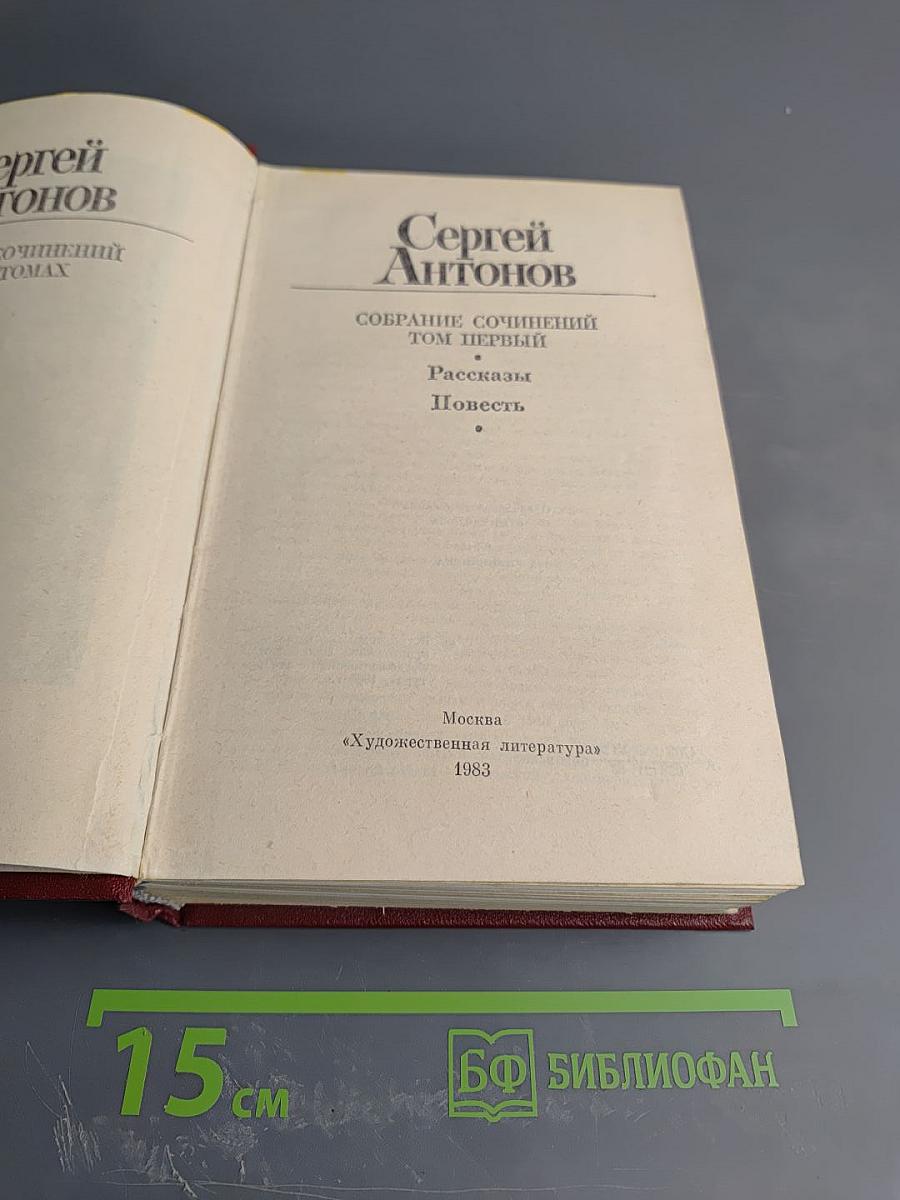 ергей
тонов
сочинений
томах
Сергей
Антонов
СОБРАНИЕ СОЧИНЕНИЙ
ТОМ ПЕРВЫЙ
•
Рассказы
Повесть
•
Москва
«Художественная литература»
1983
15 см
БФ БИБЛИОФАН